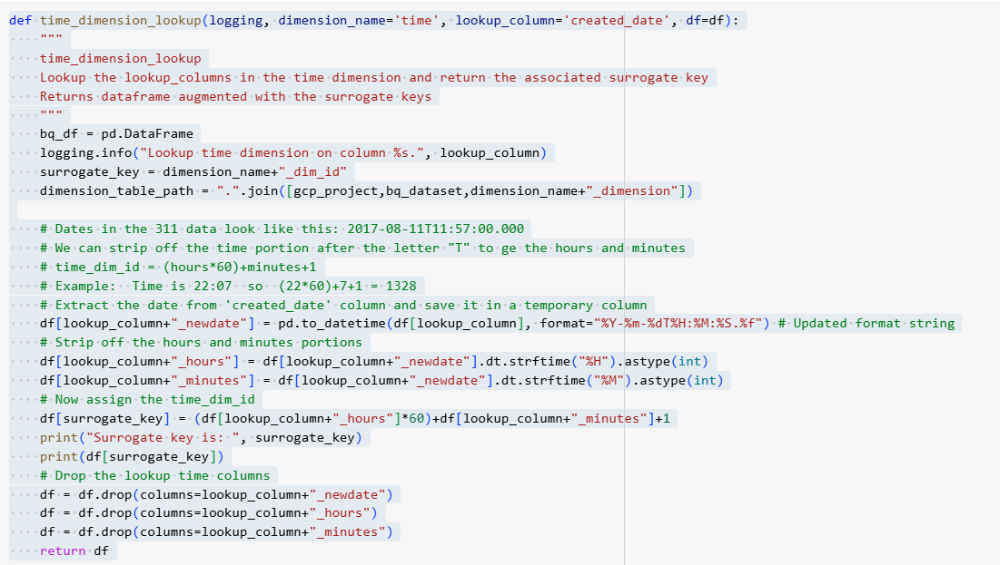 def time_dimension_lookup(logging, dimension_name='time', lookup_column='created_date', df=df):
"""
time_dimension_lookup
Lookup the lookup_columns in the time dimension and return the associated surrogate key
Returns dataframe augmented with the surrogate keys
"""
bq_df = pd.DataFrame
logging.info("Lookup time dimension on column %s.", lookup_column)
surrogate_key = dimension_name+"_dim_id"
dimension_table_path = ".".join([gcp_project,bq_dataset,dimension_name+"_dimension"])
# Dates in the 311 data look like this: 2017-08-11T11:57:00.000
# We can strip off the time portion after the letter "T" to ge the hours and minutes
# time_dim_id = (hours*60)+minutes+1
# Example:  Time is 22:07  so  (22*60)+7+1 = 1328
# Extract the date from 'created_date' column and save it in a temporary column
df[lookup_column+"_newdate"] = pd.to_datetime(df[lookup_column], format="%Y-%m-%dT%H:%M:%S.%f") # Updated format string
# Strip off the hours and minutes portions
df[lookup_column+"_hours"] = df[lookup_column+"_newdate"].dt.strftime("%H").astype(int)
df[lookup_column+"_minutes"] = df[lookup_column+"_newdate"].dt.strftime("%M").astype(int)
# Now assign the time_dim_id
df[surrogate_key] = (df[lookup_column+"_hours"]*60)+df[lookup_column+"_minutes"]+1
print("Surrogate key is: ", surrogate_key)
print(df[surrogate_key])
# Drop the lookup time columns
df = df.drop(columns=lookup_column+"_newdate")
df = df.drop(columns=lookup_column+"_hours")
df = df.drop(columns=lookup_column+"_minutes")
return df